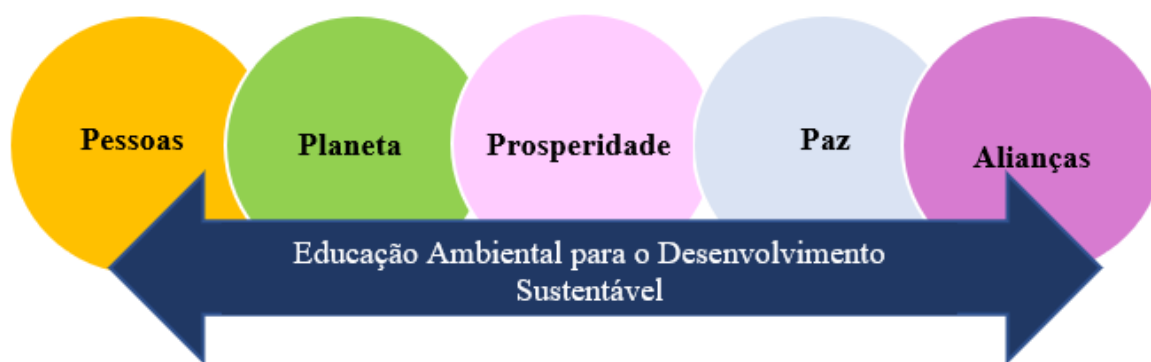 Pessoas
Planeta
Prosperidade
Paz
Alianças
Educação Ambiental para o Desenvolvimento
Sustentável